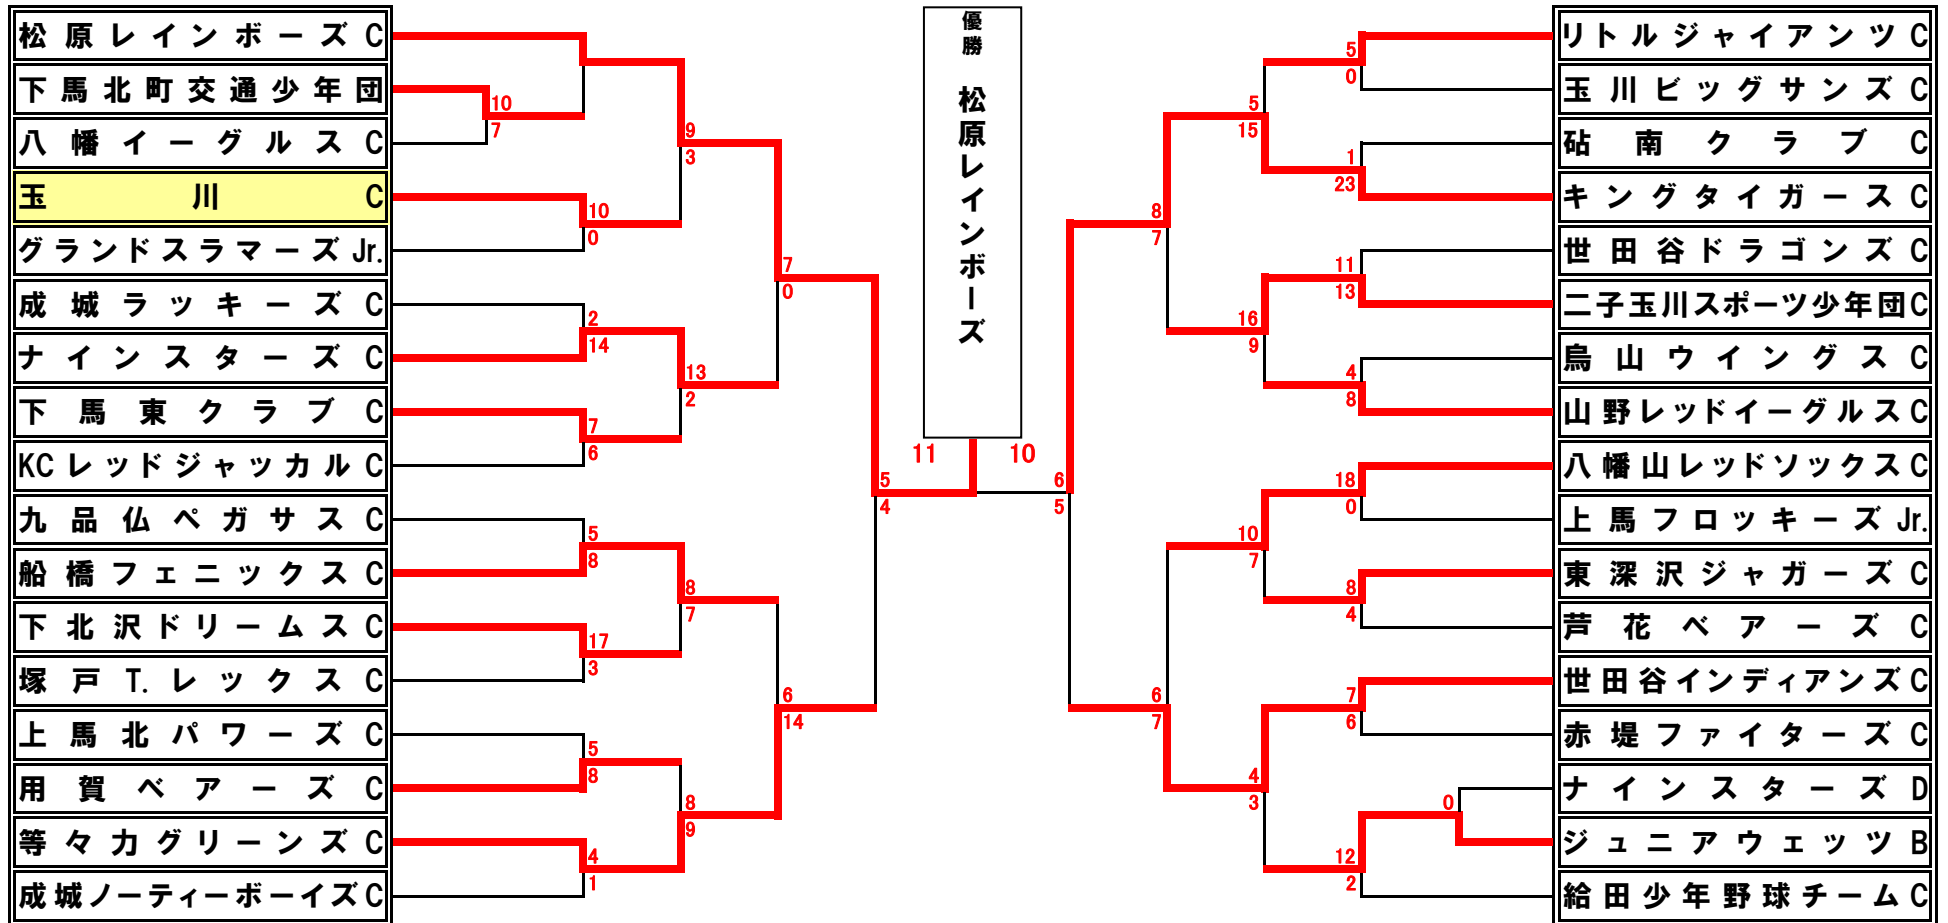 松原レインボーズC
下馬北町交通少年団
八幡イーグルスC
玉川C
グランドスラマーズJr.
成城ラッキーズC
ナインスターズC
下馬東クラブC
KCレッドジャッカルC
九品仏ペガサスC
船橋フェニックスC
下北沢ドリームスC
塚戸T.レックスC
上馬北パワーズC
用賀ベアーズC
等々力グリーンズC
成城ノーティーボーイズC
10
7
10
0
2
14
7
6
5
8
17
3
5
8
4
1
9
3
13
2
8
7
8
9
7
0
6
14
5
4
優勝
松原レインボーズ
11
10
6
5
8
7
6
7
5
15
16
9
10
7
4
3
5
0
1
23
11
13
4
8
18
0
8
4
7
6
12
2
0
リトルジャイアンツC
玉川ビッグサンズC
砧南クラブC
キングタイガースC
世田谷ドラゴンズC
二子玉川スポーツ少年団C
烏山ウイングスC
山野レッドイーグルスC
八幡山レッドソックスC
上馬フロッキーズJr.
東深沢ジャガーズC
芦花ベアーズC
世田谷インディアンズC
赤堤ファイターズC
ナインスターズD
ジュニアウェッツB
給田少年野球チームC